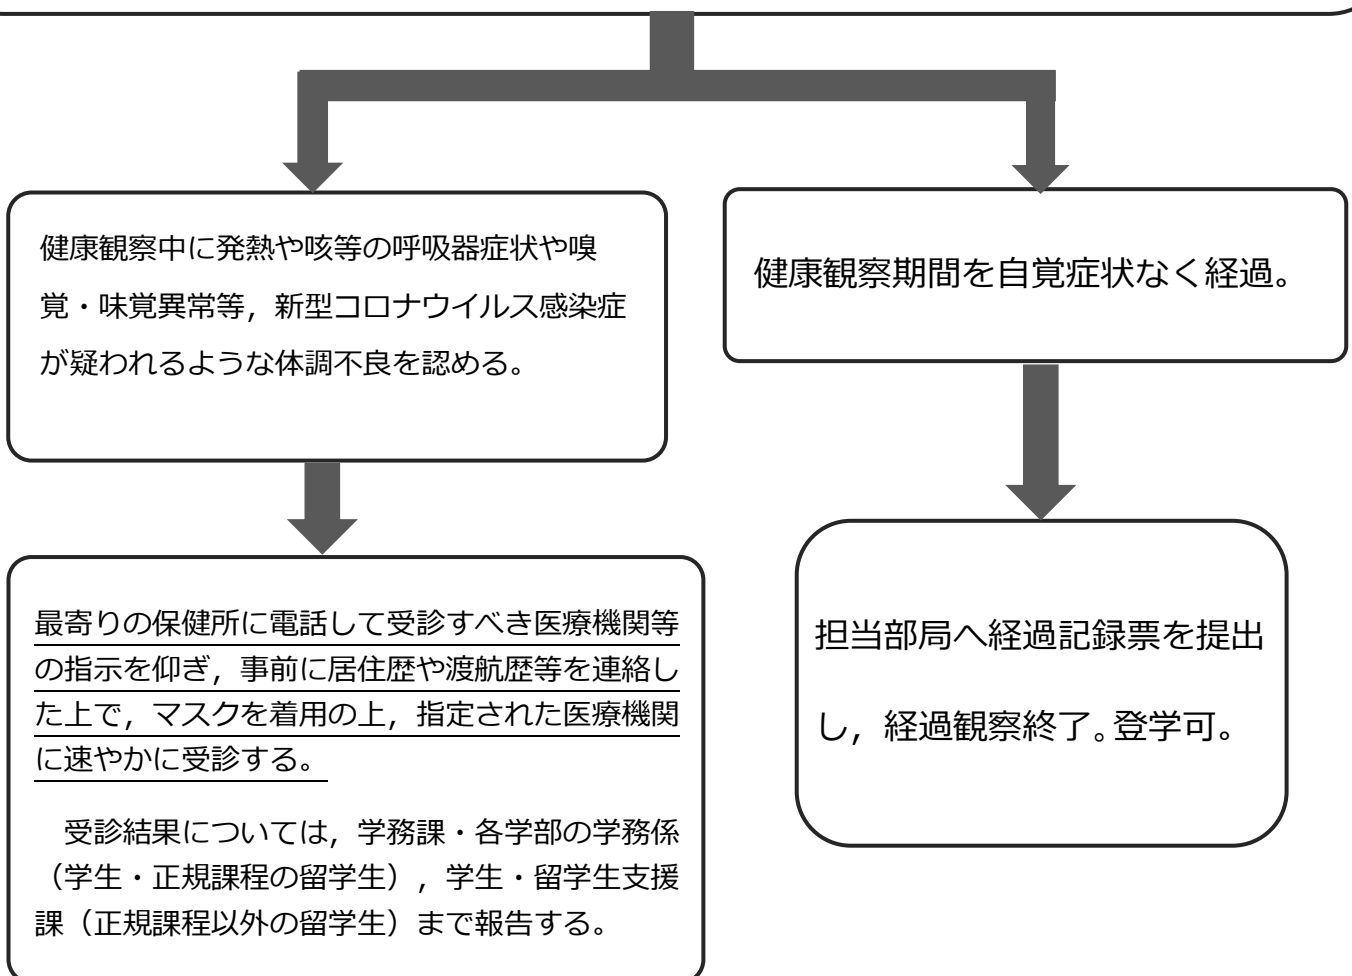 健康観察中に発熱や咳等の呼吸器症状や嗅
覚・味覚異常等，新型コロナウイルス感染症
が疑われるような体調不良を認める。
健康観察期間を自覚症状なく経過。
最寄りの保健所に電話して受診すべき医療機関等
の指示を仰ぎ，事前に居住歴や渡航歴等を連絡し
た上で，マスクを着用の上，指定された医療機関
に速やかに受診する。
受診結果については，学務課・各学部の学務係
（学生・正規課程の留学生），学生・留学生支援
課（正規課程以外の留学生）まで報告する。
担当部局へ経過記録票を提出
し，経過観察終了。登学可。